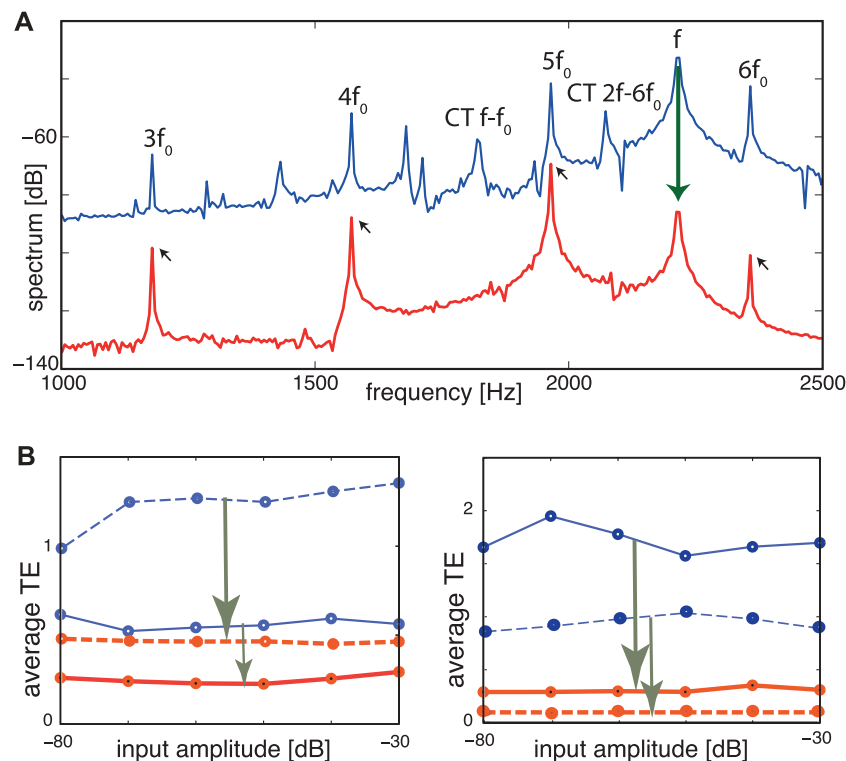 A
f
5f0
6f0
4f0
CT 2f-6f0
CT f-f0
3f0
−60
spectrum [dB]
−140
1000
1500
2000
2500
frequency [Hz]
B
average TE
1
0
−80
−30
input amplitude [dB]
average TE
2
1
0
−80
−30
input amplitude [dB]